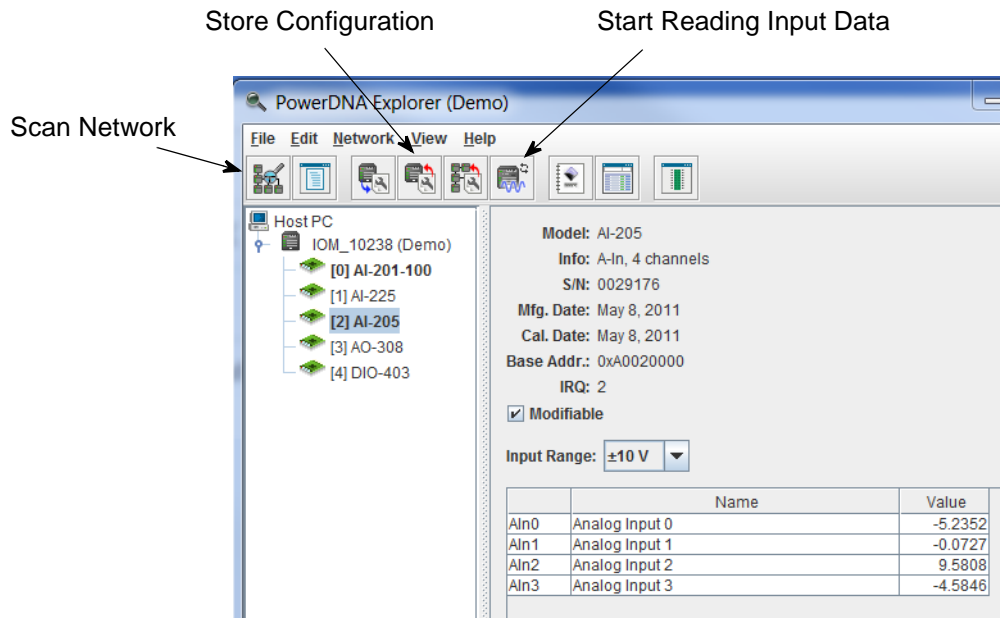 Store Configuration
Start Reading Input Data
Scan Network
PowerDNA Explorer (Demo)
File Edit Network View Help
Host PC
IOM_10238 (Demo)
[0] AI-201-100
[1] AI-225
[2] AI-205
[3] AO-308
[4] DIO-403
Model: AI-205
Info: A-In, 4 channels
S/N: 0029176
Mfg. Date: May 8, 2011
Cal. Date: May 8, 2011
Base Addr.: 0xA0020000
IRQ: 2
Modifiable
Input Range: ±10 V
Name Value
AIn0 Analog Input 0 -5.2352
AIn1 Analog Input 1 -0.0727
AIn2 Analog Input 2 9.5808
AIn3 Analog Input 3 -4.5846